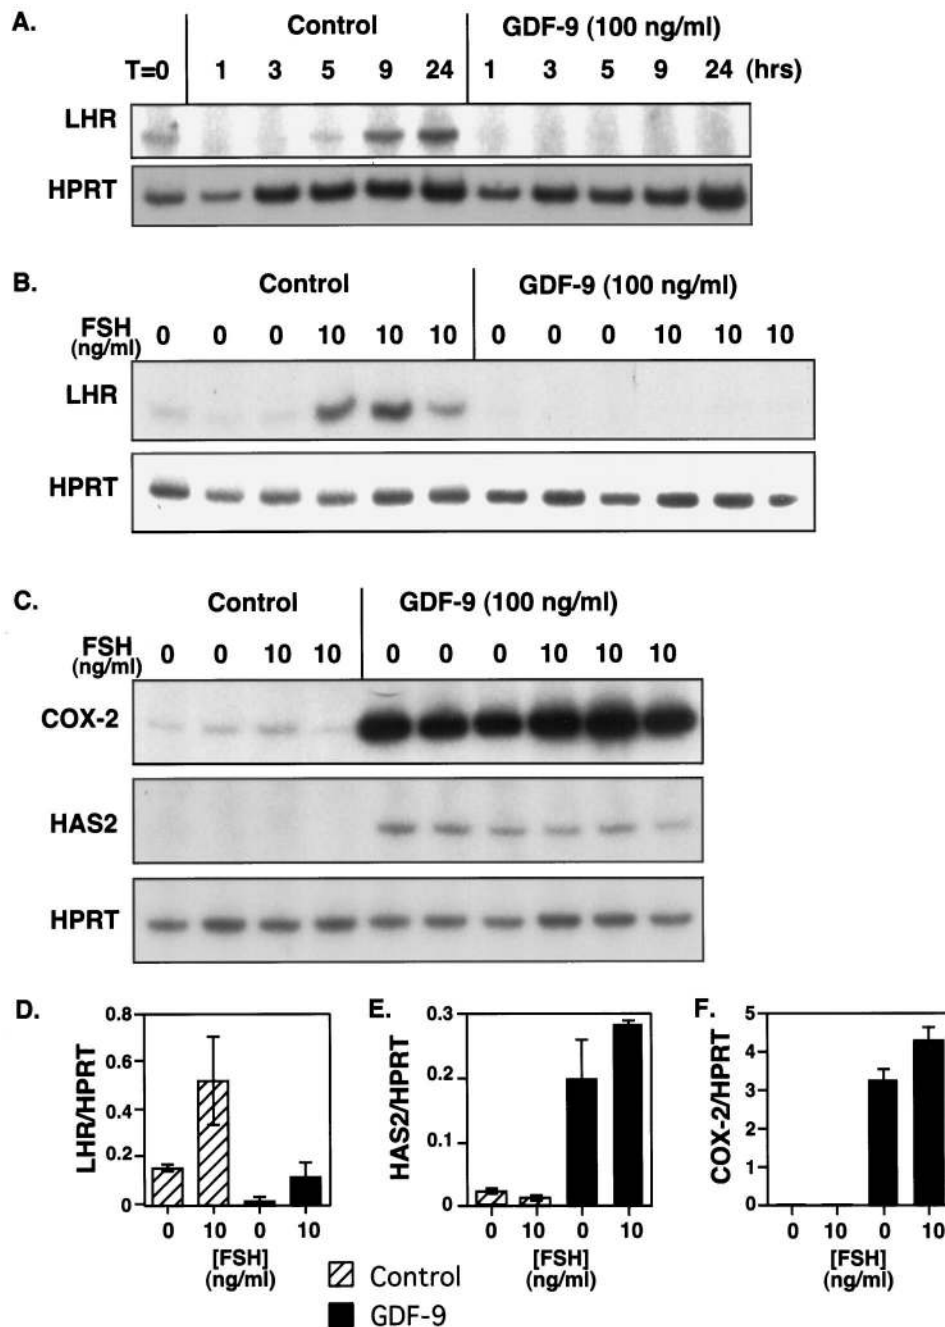 A.
Control GDF-9 (100 ng/ml)
T=0 1 3 5 9 24 1 3 5 9 24 (hrs)
LHR
HPRT
B.
Control GDF-9 (100 ng/ml)
FSH (ng/ml) 0 0 0 10 10 10 0 0 0 10 10 10
LHR
HPRT
C.
Control GDF-9 (100 ng/ml)
FSH (ng/ml) 0 0 10 10 0 0 0 10 10 10
COX-2
HAS2
HPRT
D.
LHR/HPRT
0.8
0.6
0.4
0.2
0
0 10 0 10
[FSH]
(ng/ml)
E.
HAS2/HPRT
0.3
0.2
0.1
0
0 10 0 10
[FSH]
(ng/ml)
F.
COX-2/HPRT
5
4
3
2
1
0
0 10 0 10
[FSH]
(ng/ml)
Control
GDF-9